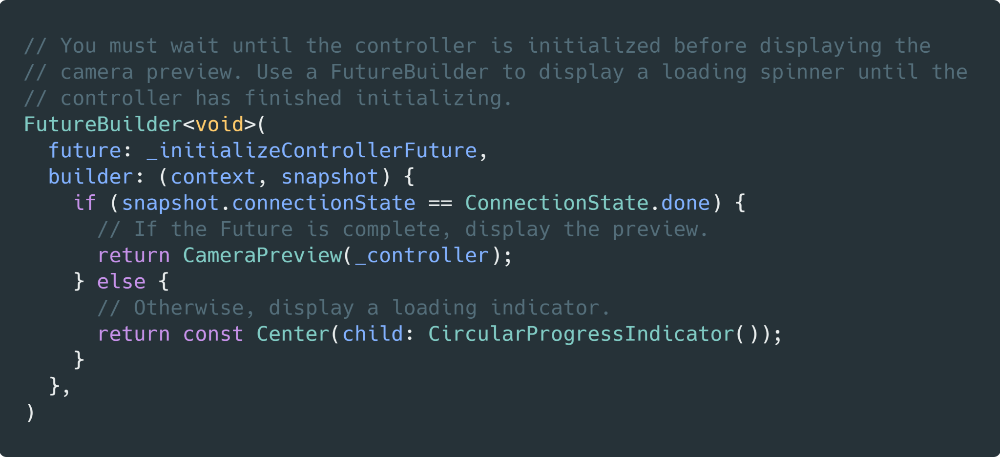 // You must wait until the controller is initialized before displaying the
// camera preview. Use a FutureBuilder to display a loading spinner until the
// controller has finished initializing.
FutureBuilder<void>(
  future: _initializeControllerFuture,
  builder: (context, snapshot) {
    if (snapshot.connectionState == ConnectionState.done) {
      // If the Future is complete, display the preview.
      return CameraPreview(_controller);
    } else {
      // Otherwise, display a loading indicator.
      return const Center(child: CircularProgressIndicator());
    }
  },
)